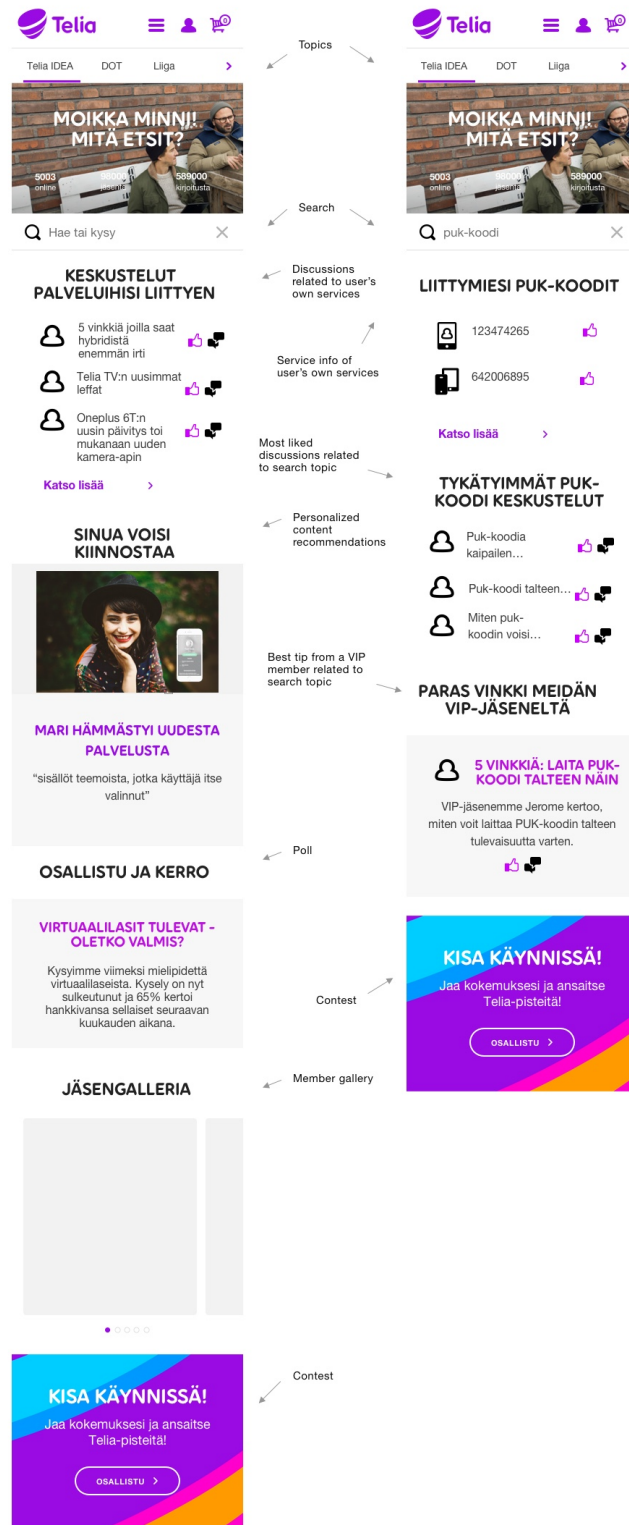 Telia
0
Telia IDEA DOT Liiga
MOIKKA MINNI!
MITÄ ETSIT?
5003 98000 589000
online jäsentä kirjoitusta
Hae tai kysy
KESKUSTELUT
PALVELUIHISI LIITTYEN
5 vinkkiä joilla saat
hybridistä
enemmän irti
Telia TV:n uusimmat
leffat
Oneplus 6T:n
uusin päivitys toi
mukanaan uuden
kamera-apin
Katso lisää
SINUA VOISI
KIINNOSTAA
MARI HÄMMÄSTYI UUDESTA
PALVELUSTA
“sisällöt teemoista, jotka käyttäjä itse
valinnut”
OSALLISTU JA KERRO
VIRTUAALILASIT TULEVAT -
OLETKO VALMIS?
Kysyimme viimeksi mielipidettä
virtuaalilaseista. Kysely on nyt
sulkeutunut ja 65% kertoi
hankkivansa sellaiset seuraavan
kuukauden aikana.
JÄSENGALLERIA
KISA KÄYNNISSÄ!
Jaa kokemuksesi ja ansaitse
Telia-pisteitä!
OSALLISTU
Topics
Search
Discussions
related to user’s
own services
Service info of
user’s own services
Most liked
discussions related
to search topic
Personalized
content
recommendations
Best tip from a VIP
member related to
search topic
Poll
Contest
Member gallery
Contest
Telia
0
Telia IDEA DOT Liiga
MOIKKA MINNI!
MITÄ ETSIT?
5003 98000 589000
online jäsentä kirjoitusta
puk-koodi
LIITTYMIESI PUK-KOODIT
123474265
642006895
Katso lisää
TYKÄTYIMMÄT PUK-
KOODI KESKUSTELUT
Puk-koodia
kaipailen…
Puk-koodi talteen…
Miten puk-
koodin voisi…
PARAS VINKKI MEIDÄN
VIP-JÄSENELTÄ
5 VINKKIÄ: LAITA PUK-
KOODI TALTEEN NÄIN
VIP-jäsenemme Jerome kertoo,
miten voit laittaa PUK-koodin talteen
tulevaisuutta varten.
KISA KÄYNNISSÄ!
Jaa kokemuksesi ja ansaitse
Telia-pisteitä!
OSALLISTU